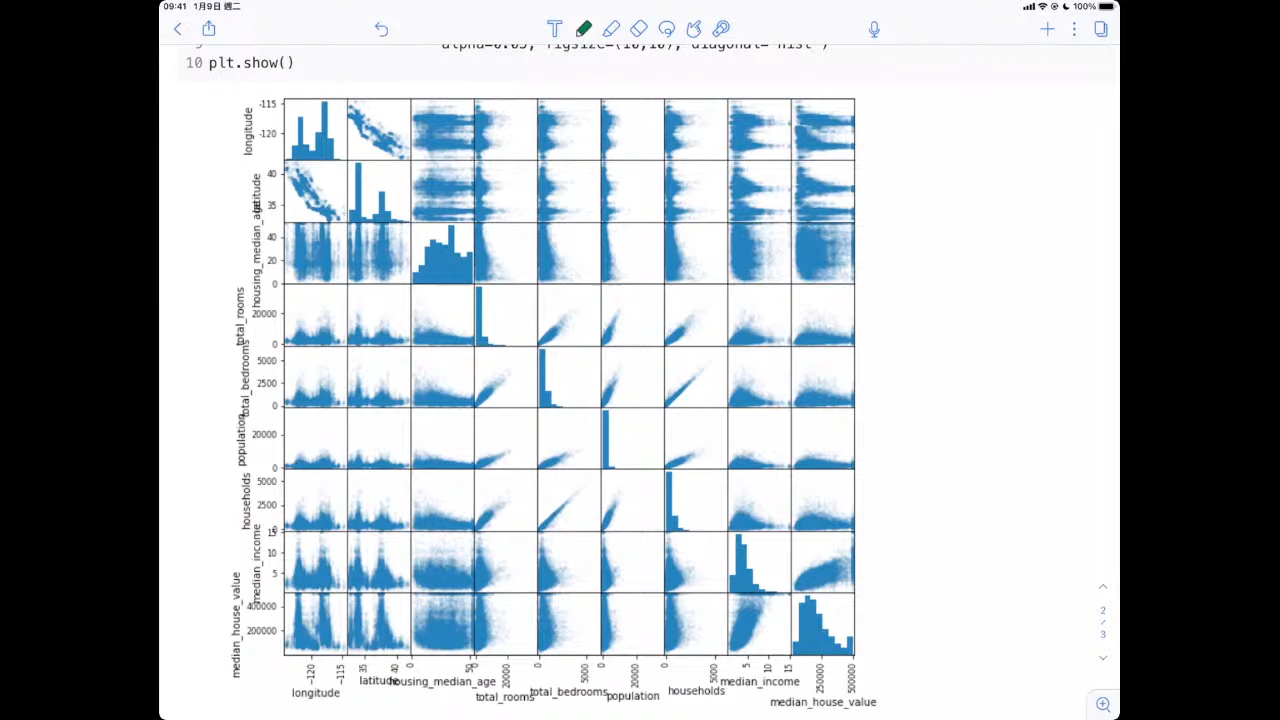 09:41 1月9日 週二
100%
alpha=0.05, figsize=(10,10), diagonal='hist')
10 plt.show()
longitude
-115
-120
latitude
40
35
housing_median_age
40
20
0
total_rooms
20000
0
total_bedrooms
5000
2500
0
population
20000
0
households
5000
2500
0
median_income
15
10
5
median_house_value
400000
200000
−120
−115
35
40
0
50
0
20000
0
5000
0
20000
0
5000
5
10
15
250000
500000
longitude
latitude
housing_median_age
total_rooms
total_bedrooms
population
households
median_income
median_house_value
2
3